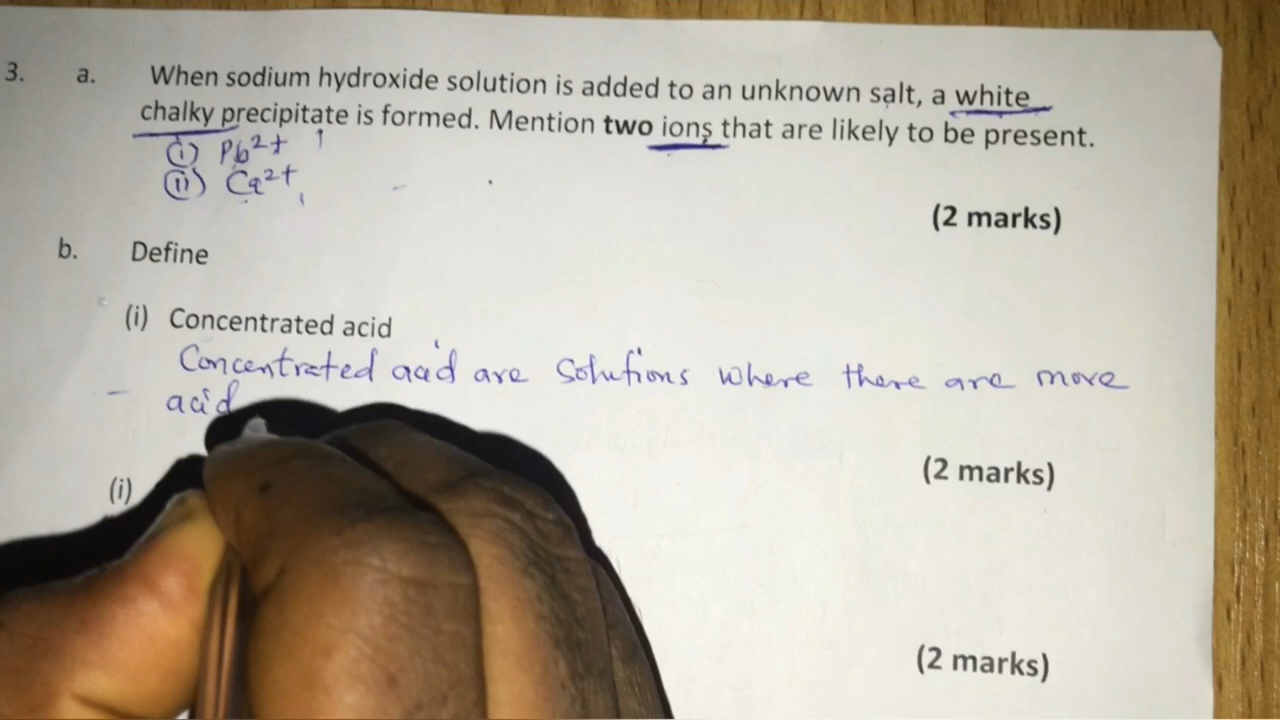 3. a. When sodium hydroxide solution is added to an unknown salt, a white
chalky precipitate is formed. Mention two ions that are likely to be present.
(i) Pb²⁺
(ii) Ca²⁺
(2 marks)
b. Define
(i) Concentrated acid
Concentrated acid are solutions where there are more
acid
(2 marks)
(i)
(2 marks)